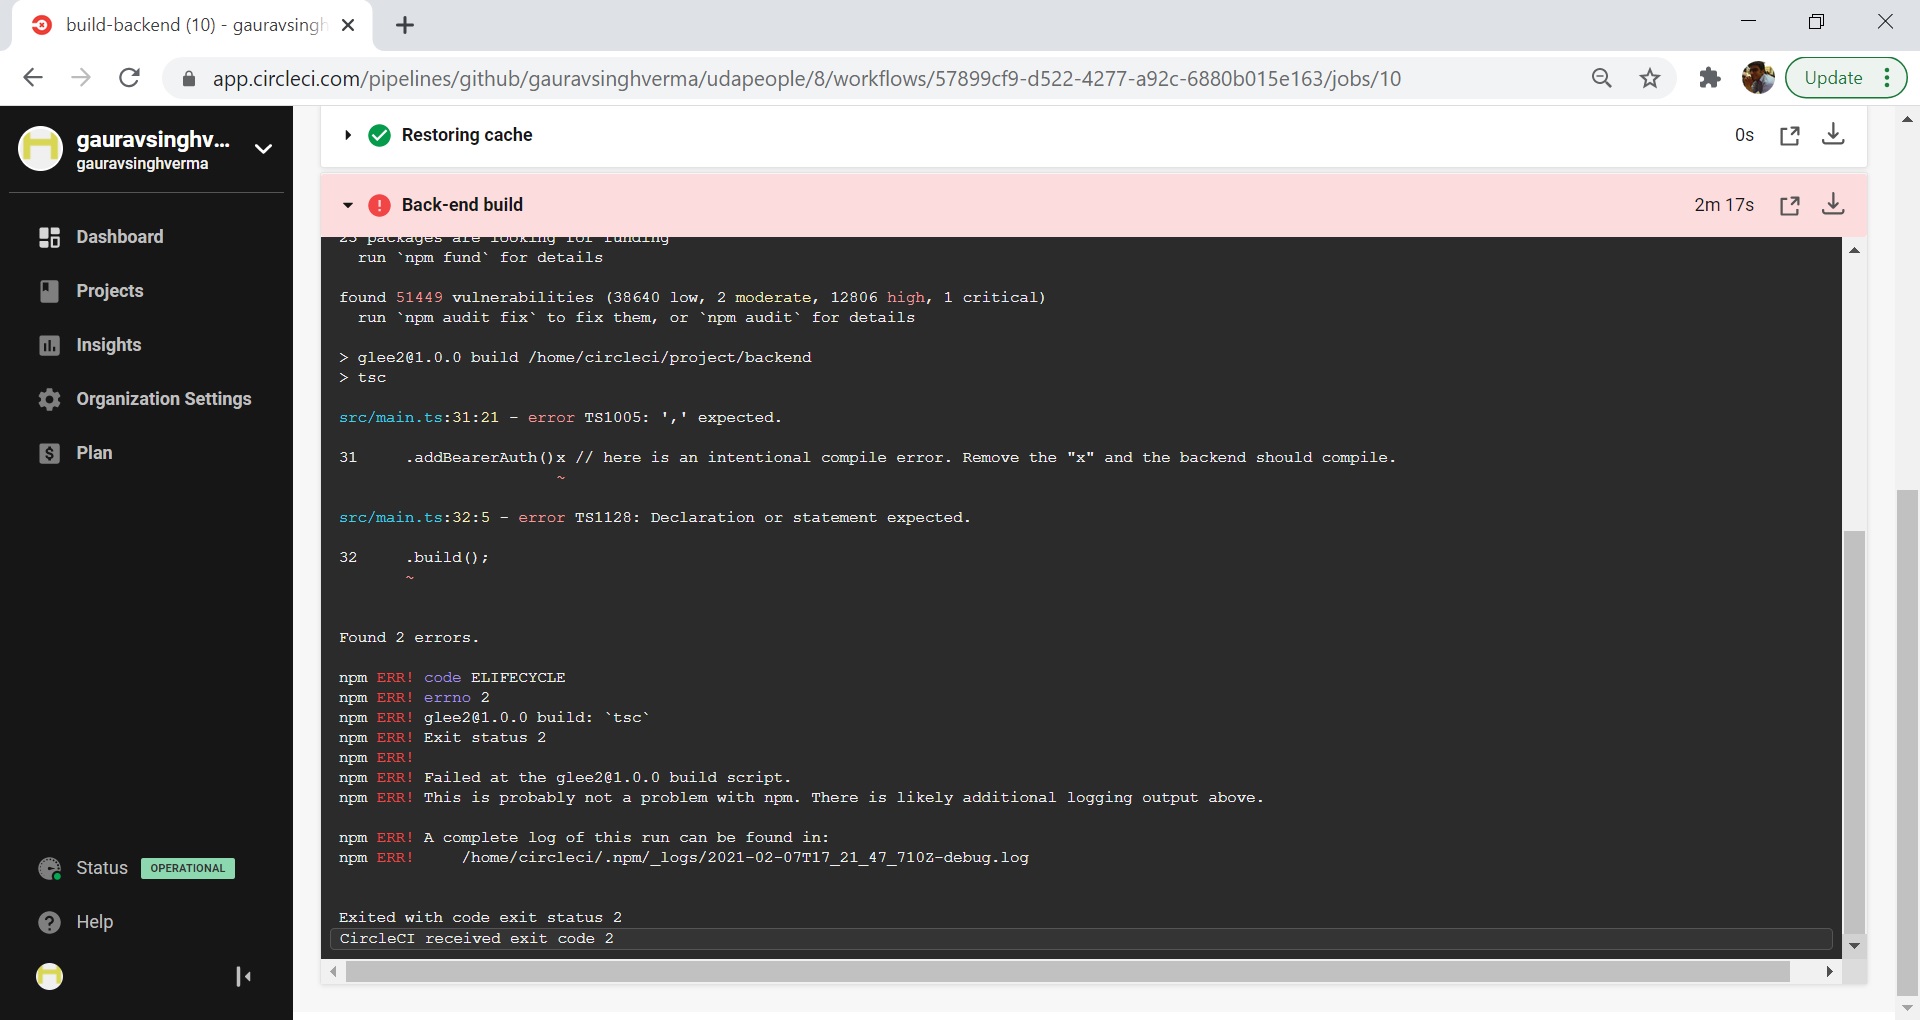 build-backend (10) - gauravsingh
app.circleci.com/pipelines/github/gauravsinghverma/udapeople/8/workflows/57899cf9-d522-4277-a92c-6880b015e163/jobs/10
Update
gauravsinghv...
gauravsinghverma
Dashboard
Projects
Insights
Organization Settings
Plan
Status OPERATIONAL
Help
Restoring cache 0s
Back-end build 2m 17s
25 packages are looking for funding
run `npm fund` for details
found 51449 vulnerabilities (38640 low, 2 moderate, 12806 high, 1 critical)
run `npm audit fix` to fix them, or `npm audit` for details
> glee2@1.0.0 build /home/circleci/project/backend
> tsc
src/main.ts:31:21 - error TS1005: ',' expected.
31 .addBearerAuth()x // here is an intentional compile error. Remove the "x" and the backend should compile.
~
src/main.ts:32:5 - error TS1128: Declaration or statement expected.
32 .build();
~
Found 2 errors.
npm ERR! code ELIFECYCLE
npm ERR! errno 2
npm ERR! glee2@1.0.0 build: `tsc`
npm ERR! Exit status 2
npm ERR!
npm ERR! Failed at the glee2@1.0.0 build script.
npm ERR! This is probably not a problem with npm. There is likely additional logging output above.
npm ERR! A complete log of this run can be found in:
npm ERR! /home/circleci/.npm/_logs/2021-02-07T17_21_47_710Z-debug.log
Exited with code exit status 2
CircleCI received exit code 2